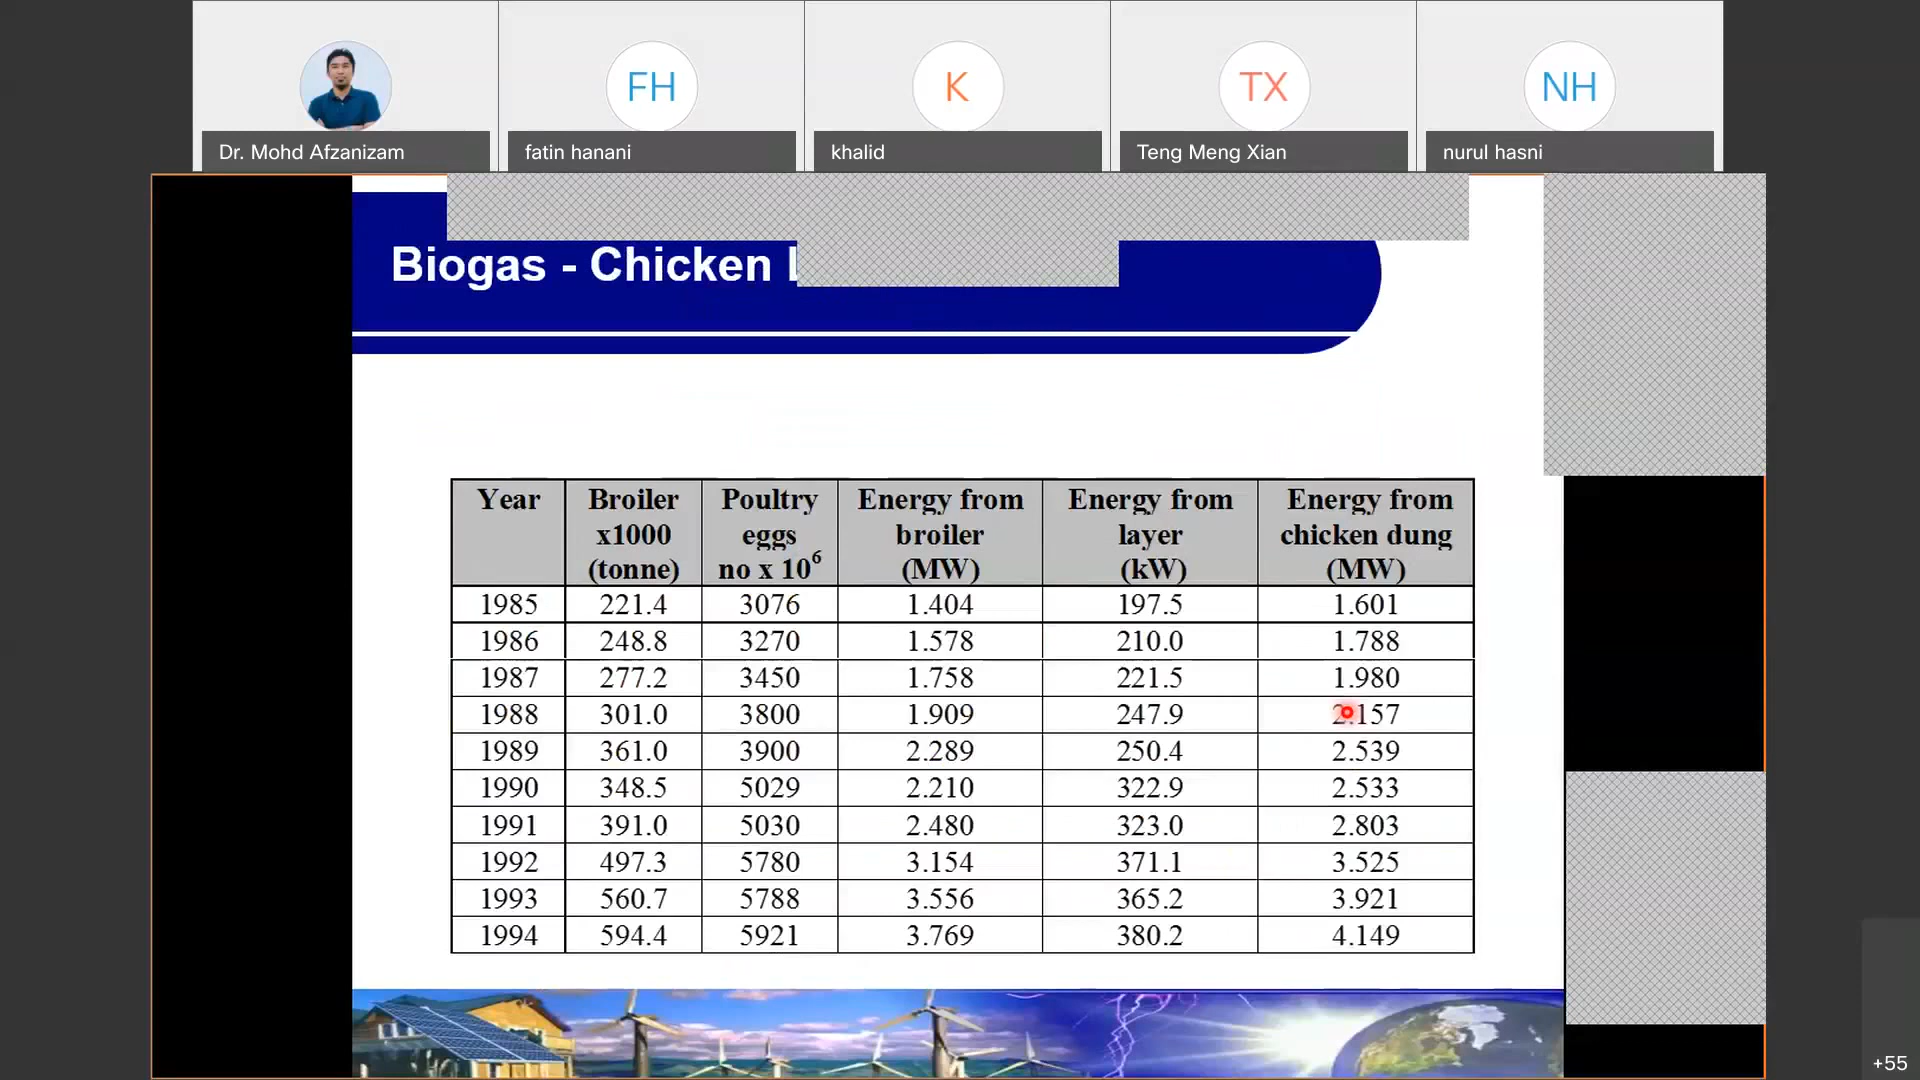 FH
K
TX
NH
Dr. Mohd Afzanizam
fatin hanani
khalid
Teng Meng Xian
nurul hasni
Biogas - Chicken
Year Broiler x1000 (tonne) Poultry eggs no x 10⁶ Energy from broiler (MW) Energy from layer (kW) Energy from chicken dung (MW)
1985 221.4 3076 1.404 197.5 1.601
1986 248.8 3270 1.578 210.0 1.788
1987 277.2 3450 1.758 221.5 1.980
1988 301.0 3800 1.909 247.9 2.157
1989 361.0 3900 2.289 250.4 2.539
1990 348.5 5029 2.210 322.9 2.533
1991 391.0 5030 2.480 323.0 2.803
1992 497.3 5780 3.154 371.1 3.525
1993 560.7 5788 3.556 365.2 3.921
1994 594.4 5921 3.769 380.2 4.149
+55